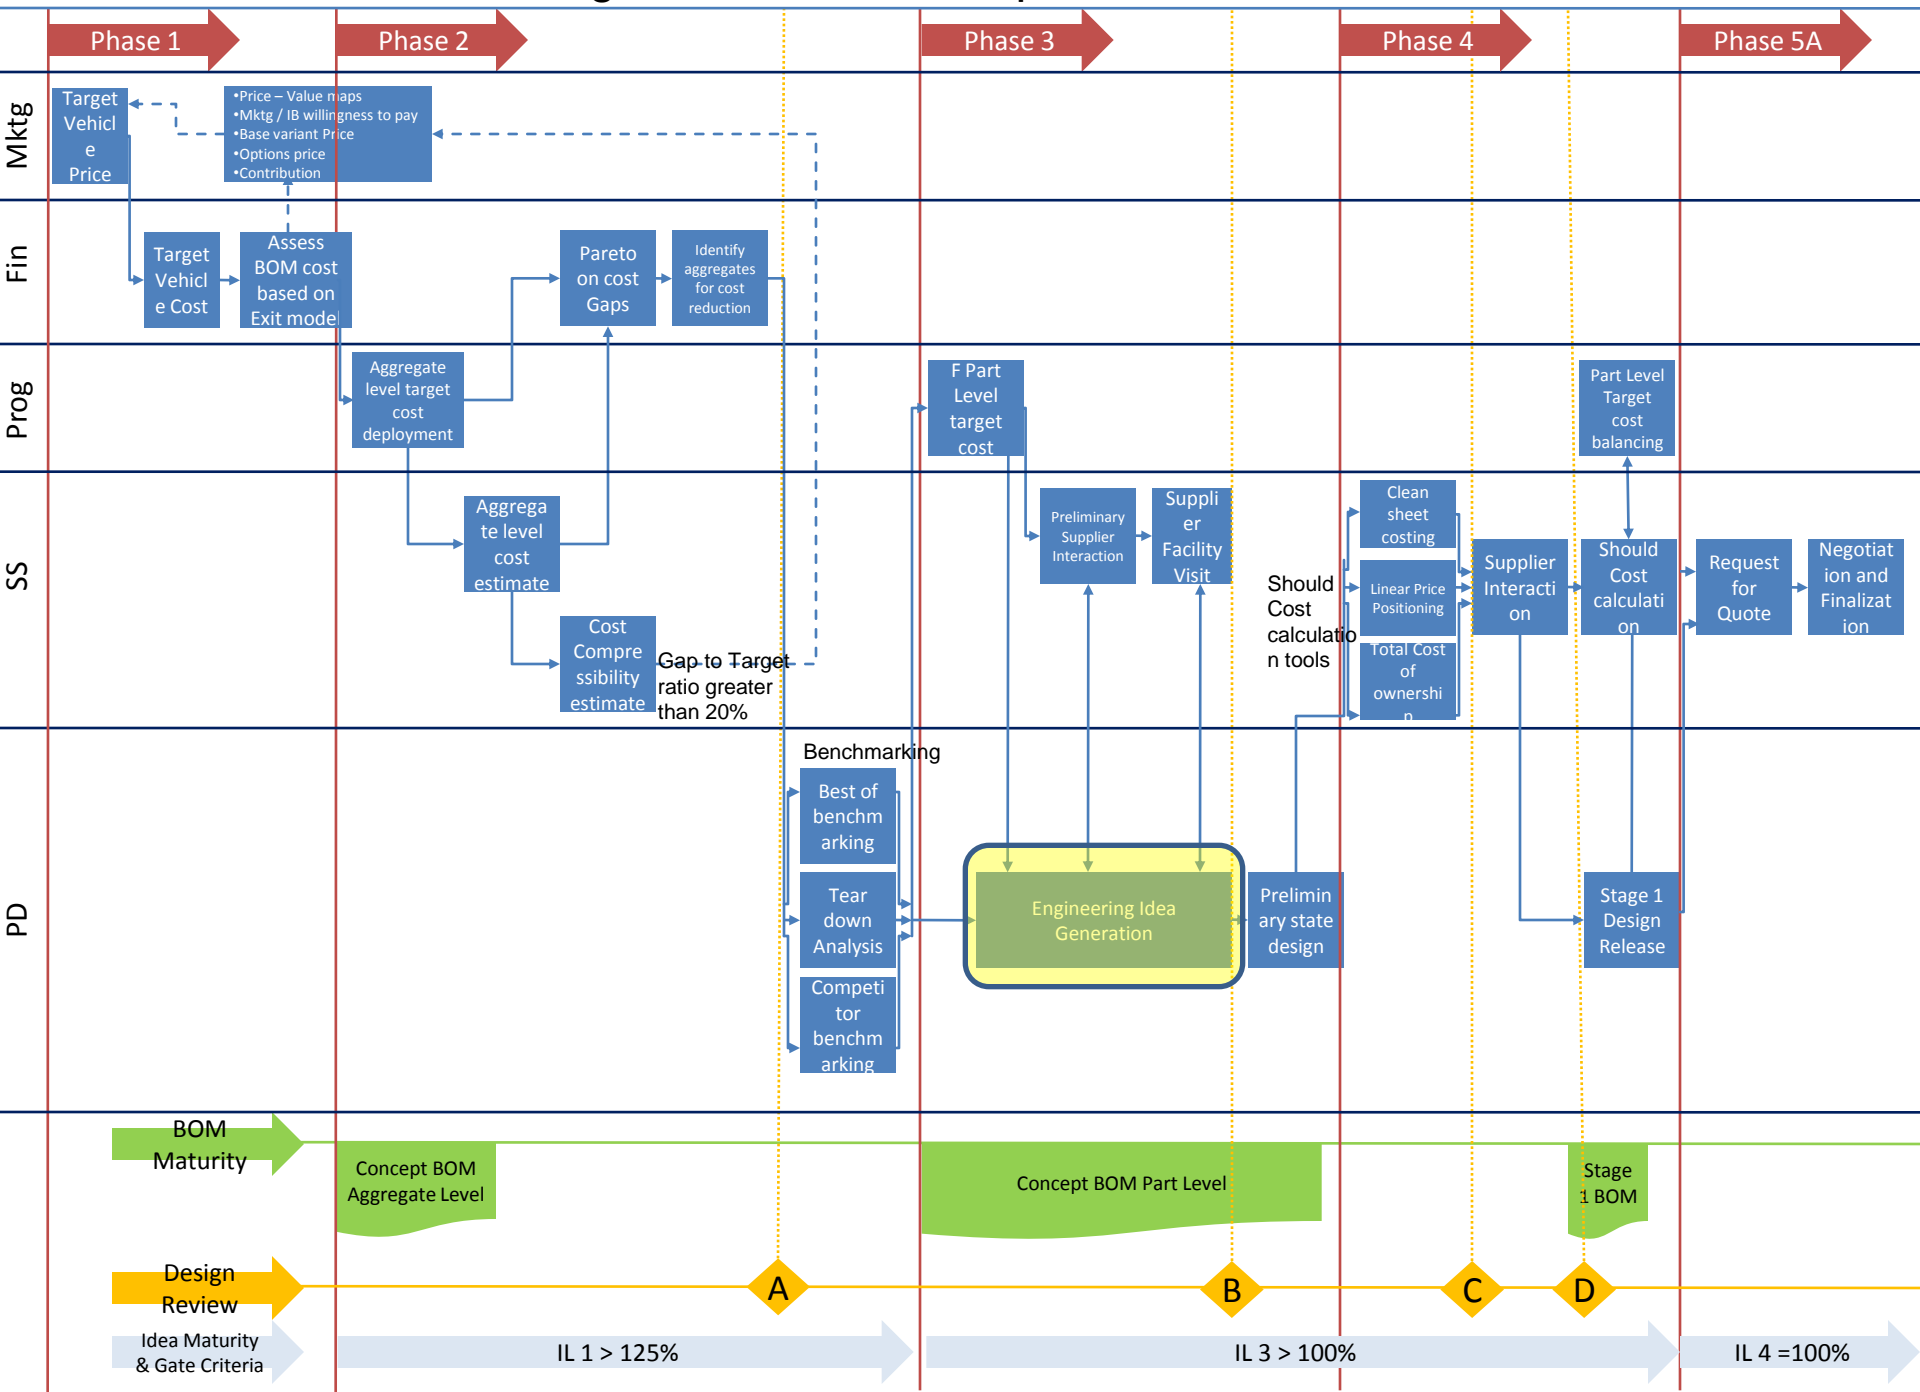 Phase 1
Phase 2
Phase 3
Phase 4
Phase 5A
Mktg
Target
Vehicl
e
Price
•Price – Value maps
•Mktg / IB willingness to pay
•Base variant Price
•Options price
•Contribution
Fin
Target
Vehicl
e Cost
Assess
BOM cost
based on
Exit model
Pareto
on cost
Gaps
Identify
aggregates
for cost
reduction
Prog
Aggregate
level target
cost
deployment
F Part
Level
target
cost
Part Level
Target
cost
balancing
SS
Aggrega
te level
cost
estimate
Cost
Compre
ssibility
estimate
Gap to Target
ratio greater
than 20%
Preliminary
Supplier
Interaction
Suppli
er
Facility
Visit
Should
Cost
calculatio
n tools
Clean
sheet
costing
Linear Price
Positioning
Total Cost
of
ownershi
p
Supplier
Interacti
on
Should
Cost
calculati
on
Request
for
Quote
Negotiat
ion and
Finalizat
ion
PD
Benchmarking
Best of
benchm
arking
Tear
down
Analysis
Competi
tor
benchm
arking
Engineering Idea
Generation
Prelimin
ary state
design
Stage 1
Design
Release
BOM
Maturity
Concept BOM
Aggregate Level
Concept BOM Part Level
Stage
1 BOM
Design
Review
A
B
C
D
Idea Maturity
& Gate Criteria
IL 1 > 125%
IL 3 > 100%
IL 4 =100%